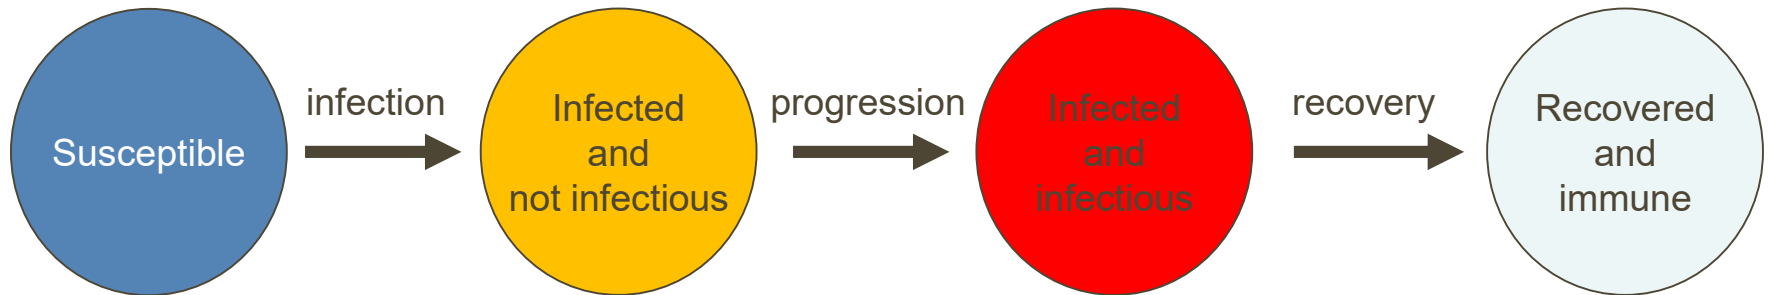 Susceptible
infection
Infected
and
not infectious
progression
Infected
and
infectious
recovery
Recovered
and
immune